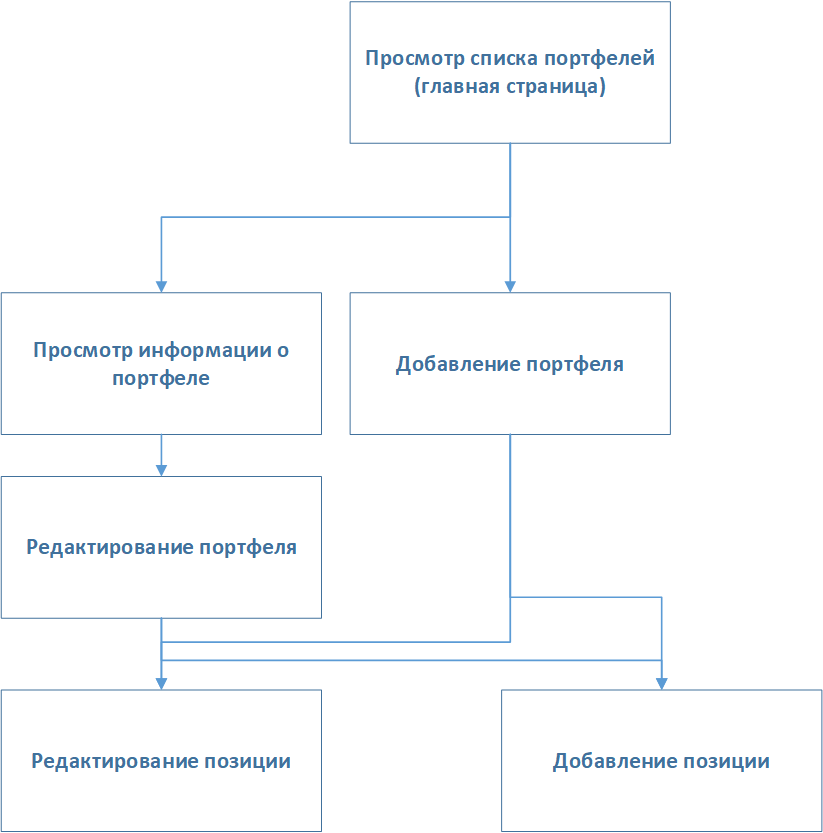 Просмотр списка портфелей
(главная страница)
Просмотр информации о
портфеле
Добавление портфеля
Редактирование портфеля
Редактирование позиции
Добавление позиции